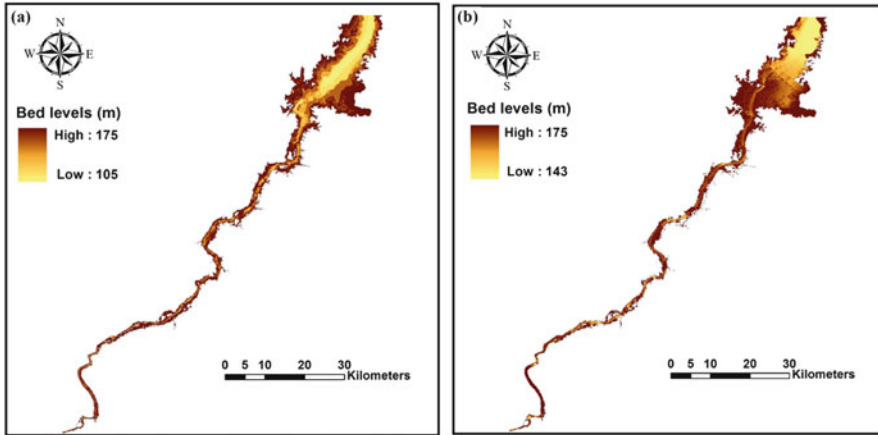 (a)
N
W E
S
Bed levels (m)
High : 175
Low : 105
0 5 10 20 30
Kilometers
(b)
N
W E
S
Bed levels (m)
High : 175
Low : 143
0 5 10 20 30
Kilometers